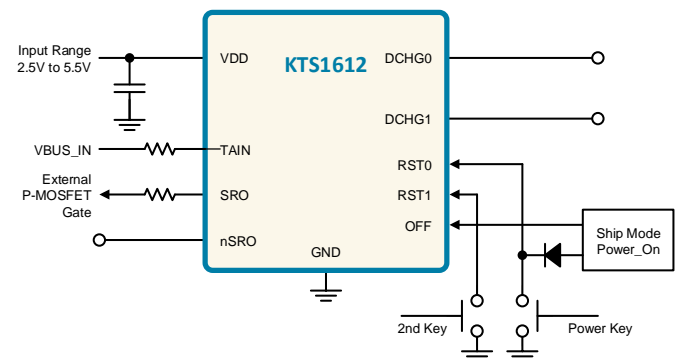 Input Range
2.5V to 5.5V
VDD
KTS1612
DCHG0
DCHG1
VBUS_IN
TAIN
RST0
External
P-MOSFET
Gate
SRO
RST1
OFF
Ship Mode
Power_On
nSRO
GND
2nd Key
Power Key